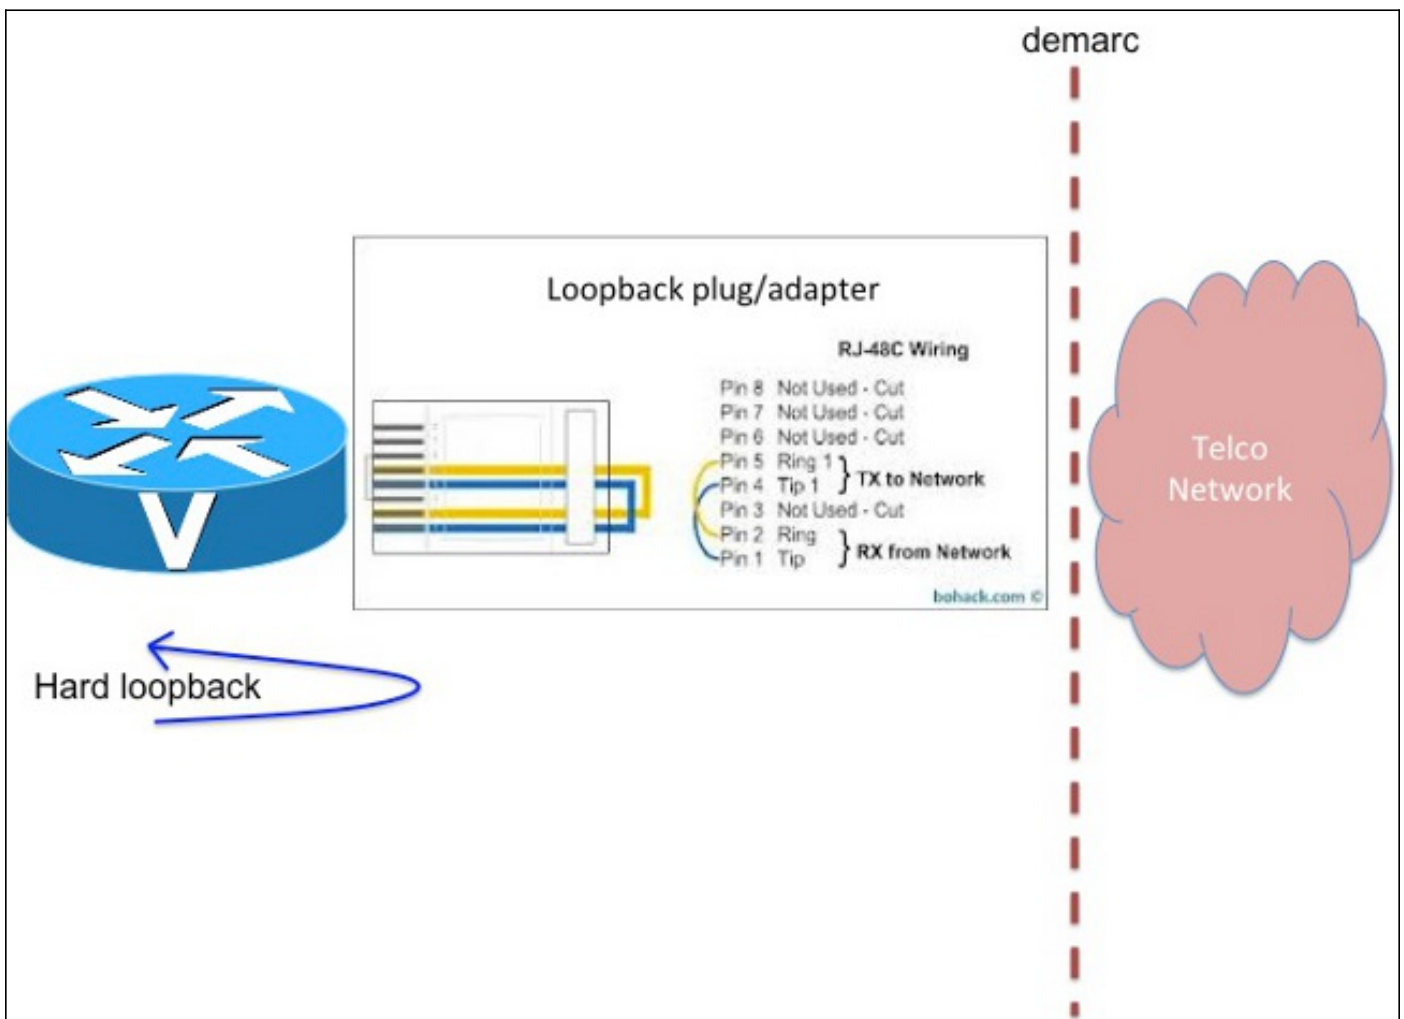 demarc
Loopback plug/adapter
RJ-48C Wiring
Pin 8 Not Used - Cut
Pin 7 Not Used - Cut
Pin 6 Not Used - Cut
Pin 5 Ring 1
Pin 4 Tip 1
TX to Network
Pin 3 Not Used - Cut
Pin 2 Ring
Pin 1 Tip
RX from Network
bohack.com ©
Telco
Network
V
Hard loopback